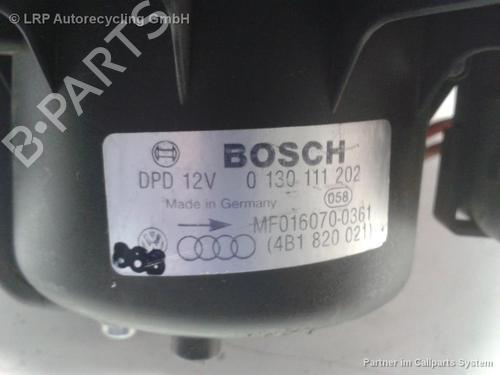 © LRP Autorecycling GmbH
B-PARTS
BOSCH
DPD 12V 0 130 111 202
Made in Germany 058
MF016070-0361
(4B1 820 021)
Partner im Callparts System